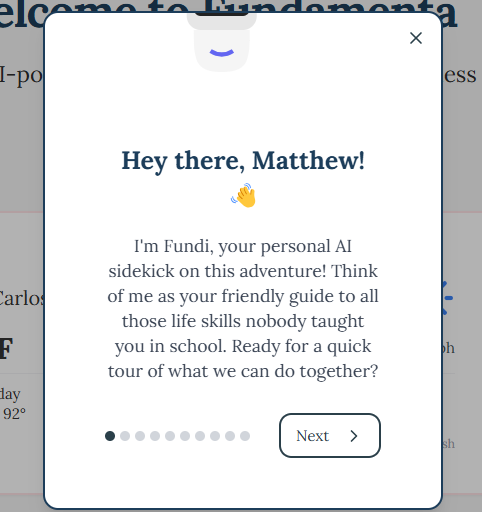 elcome to Fundamenta
I-po
ess
Hey there, Matthew!
👋
I'm Fundi, your personal AI
sidekick on this adventure! Think
of me as your friendly guide to all
those life skills nobody taught
you in school. Ready for a quick
tour of what we can do together?
Carlos
F
ph
day
92°
Next
sh